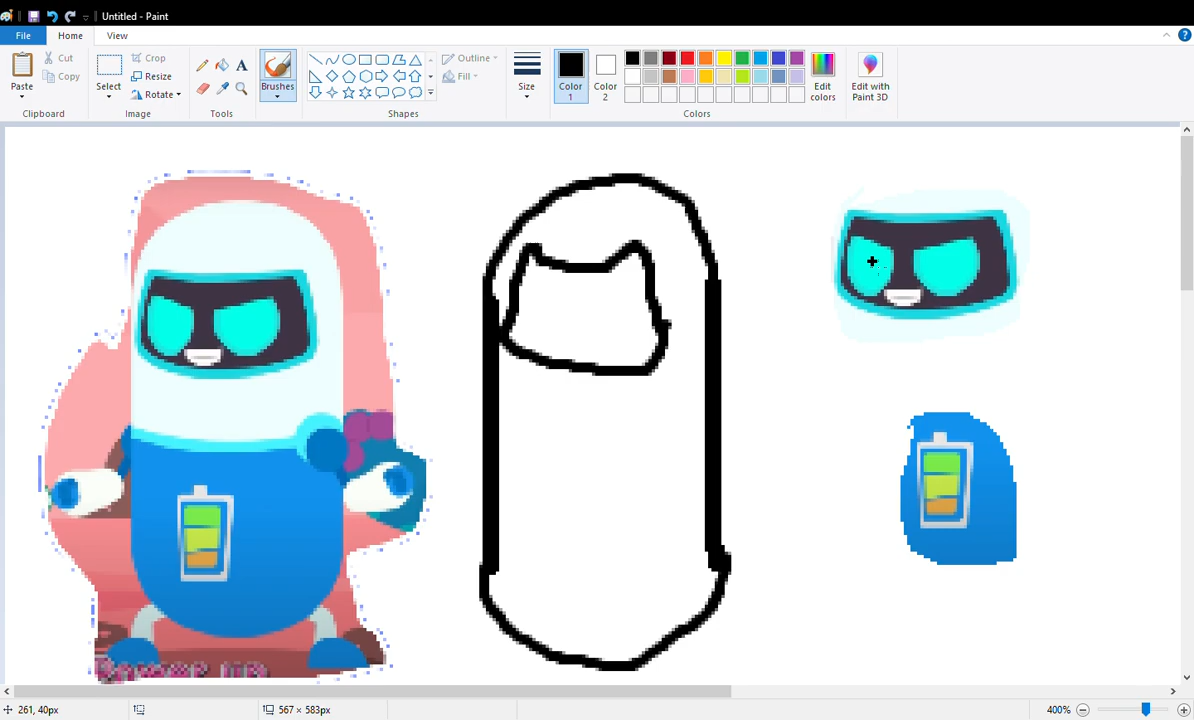 Untitled - Paint
File Home View
Paste Cut Copy Select Crop Resize Rotate Brushes Outline Fill Size Color 1 Color 2 Edit colors Edit with Paint 3D
Clipboard Image Tools Shapes Colors
261, 40px 567 × 583px 400%